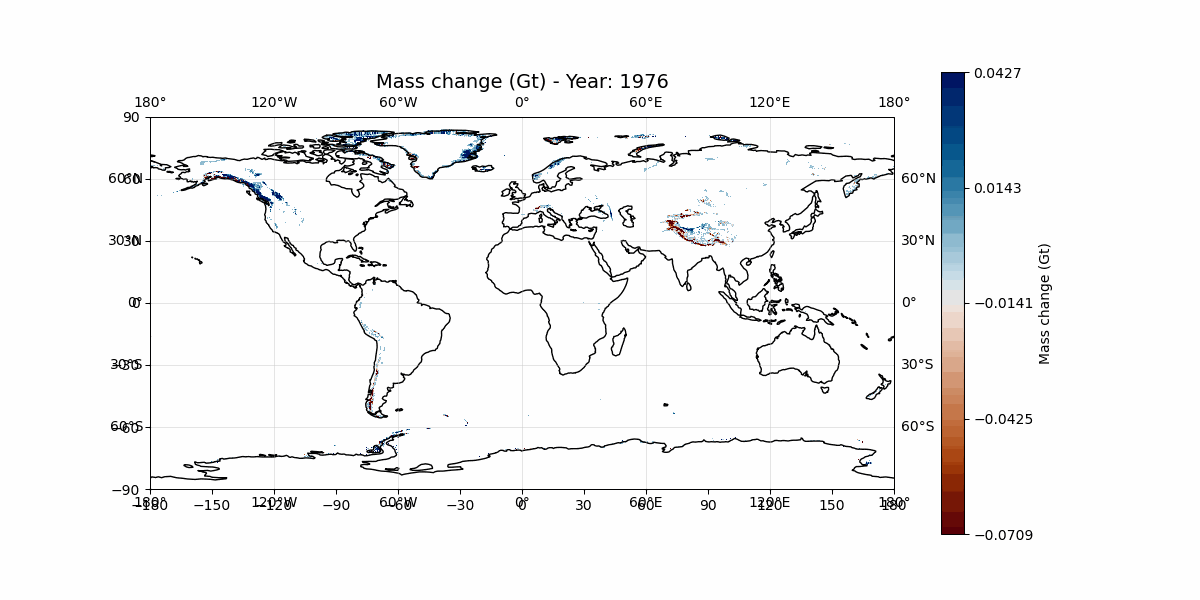 Mass change (Gt) - Year: 1976
180° 120°W 60°W 0° 60°E 120°E 180°
90
60°N 60 60°N
30°N 30 30°N
0° 0 0°
30°S −30 30°S
60°S −60 60°S
−90
180° 120°W 60°W 0° 60°E 120°E 180°
−180 −150 −120 −90 −60 −30 0 30 60 90 120 150 180
0.0427
0.0143
−0.0141
−0.0425
−0.0709
Mass change (Gt)